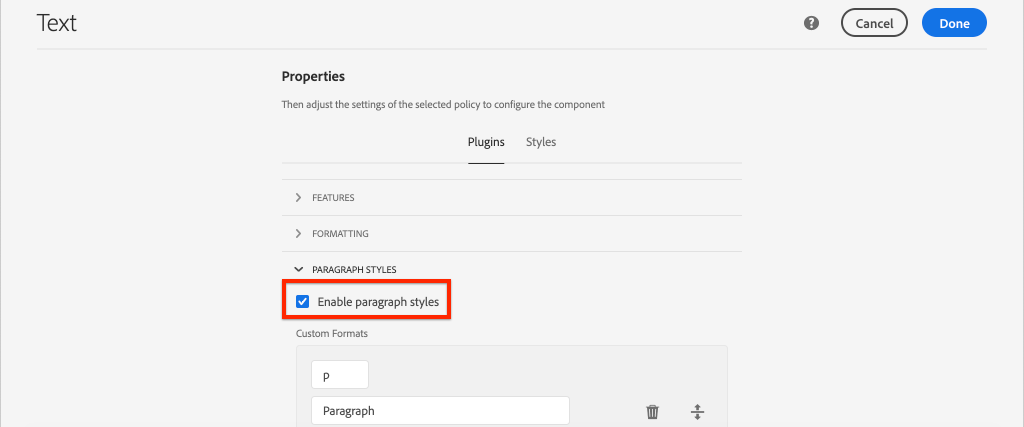 Text
Cancel
Done
Properties
Then adjust the settings of the selected policy to configure the component
Plugins
Styles
FEATURES
FORMATTING
PARAGRAPH STYLES
Enable paragraph styles
Custom Formats
p
Paragraph